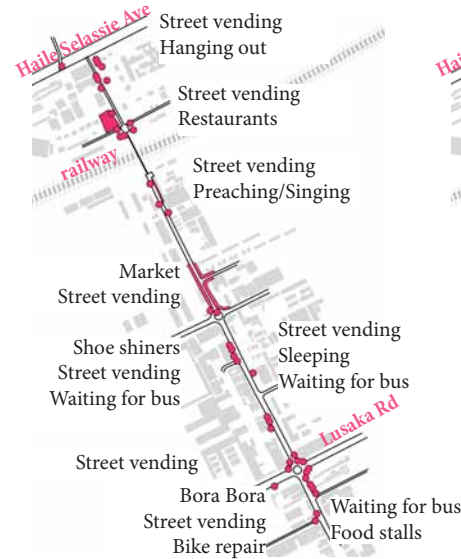 Street vending
Hanging out
Haile Selassie Ave
Hai
Street vending
Restaurants
railway
Street vending
Preaching/Singing
Market
Street vending
Shoe shiners
Street vending
Waiting for bus
Street vending
Sleeping
Waiting for bus
Lusaka Rd
Street vending
Bora Bora
Street vending
Bike repair
Waiting for bus
Food stalls